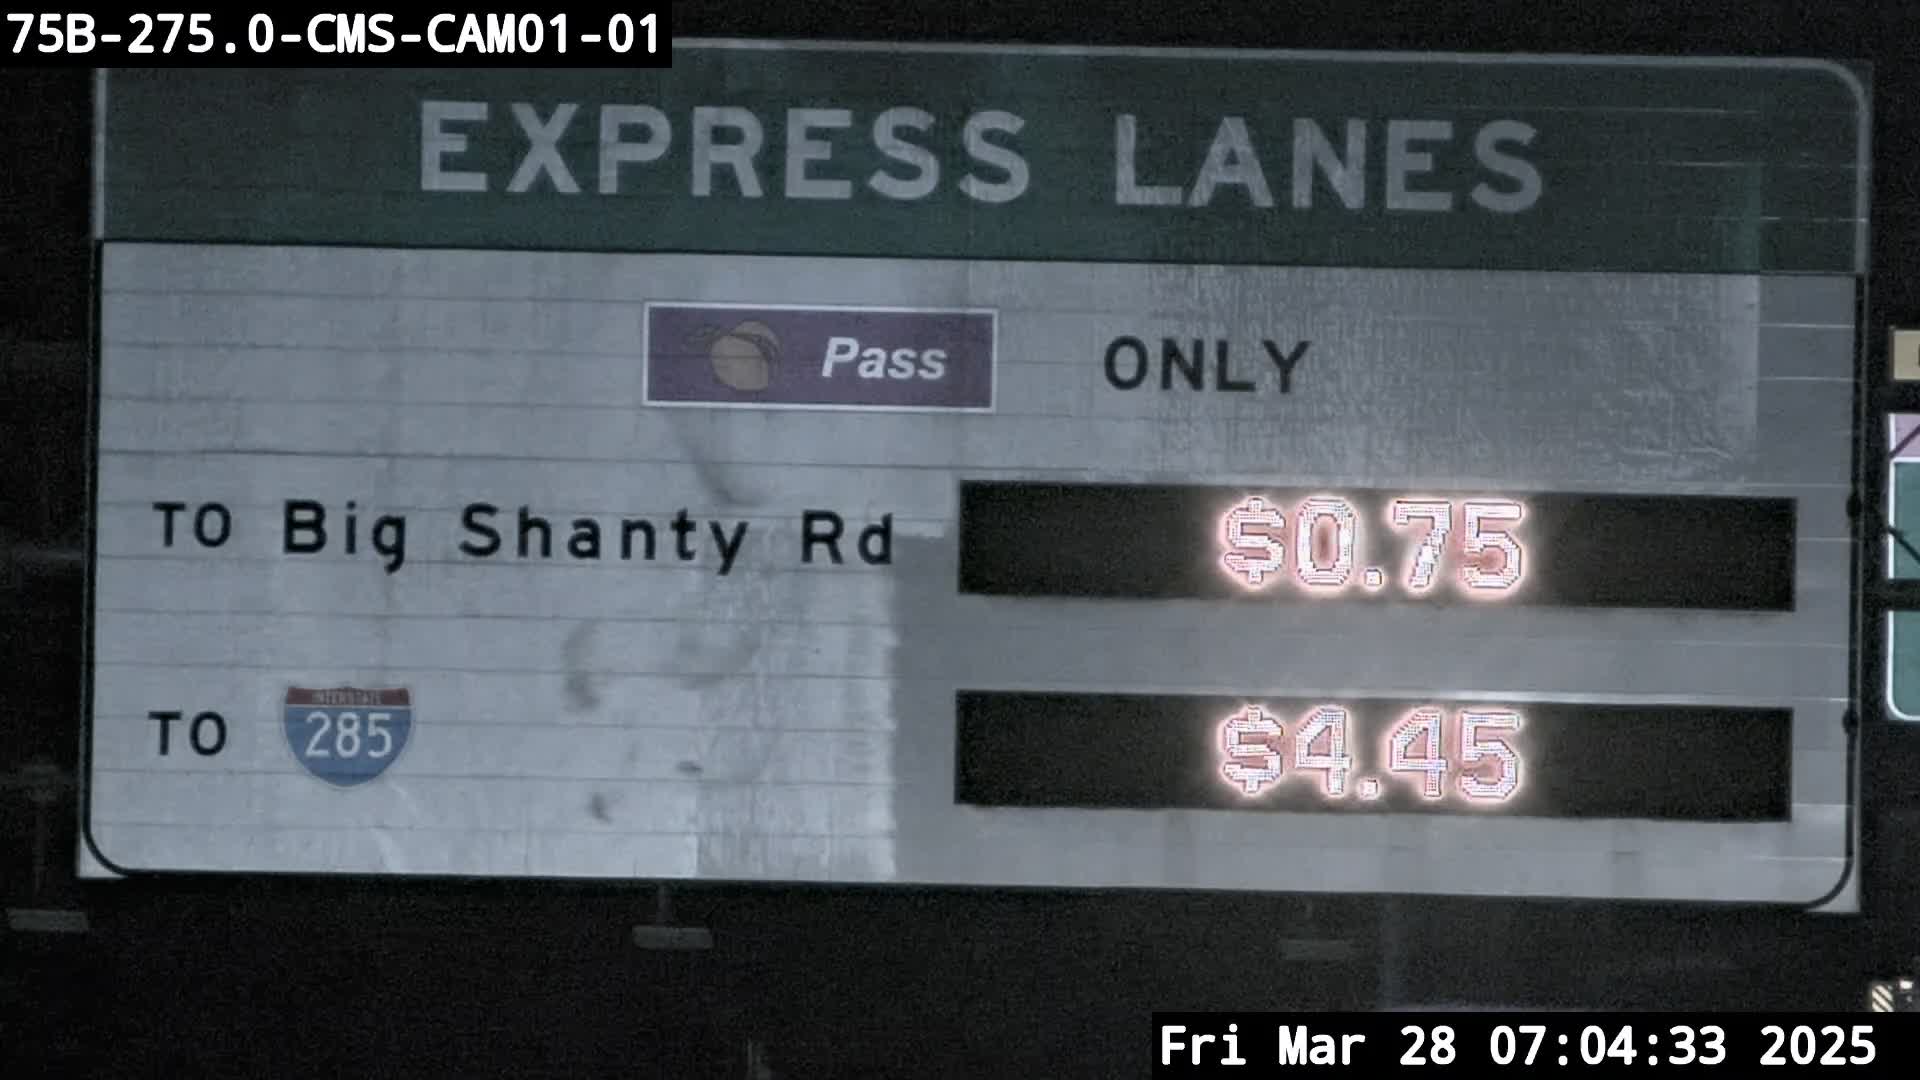 75B-275.0-CMS-CAM01-01
EXPRESS LANES
Pass ONLY
TO Big Shanty Rd $0.75
INTERSTATE
TO 285 $4.45
Fri Mar 28 07:04:33 2025